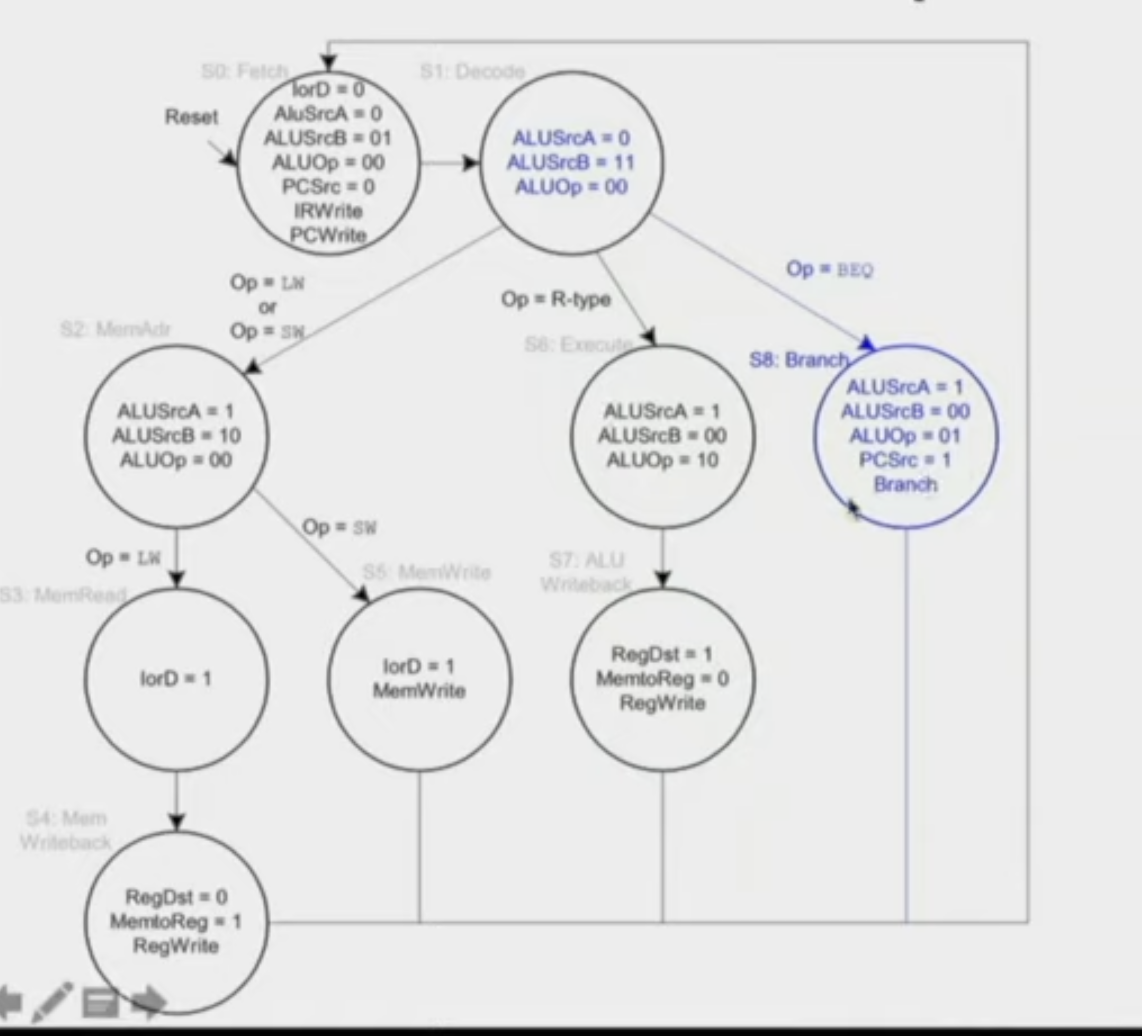 S0: Fetch
S1: Decode
Reset
IorD = 0
AluSrcA = 0
ALUSrcB = 01
ALUOp = 00
PCSrc = 0
IRWrite
PCWrite
ALUSrcA = 0
ALUSrcB = 11
ALUOp = 00
Op = LW
or
Op = SW
Op = R-type
Op = BEQ
S2: MemAdr
S6: Execute
S8: Branch
ALUSrcA = 1
ALUSrcB = 10
ALUOp = 00
ALUSrcA = 1
ALUSrcB = 00
ALUOp = 10
ALUSrcA = 1
ALUSrcB = 00
ALUOp = 01
PCSrc = 1
Branch
Op = LW
Op = SW
S3: MemRead
S5: MemWrite
S7: ALU
Writeback
IorD = 1
IorD = 1
MemWrite
RegDst = 1
MemtoReg = 0
RegWrite
S4: Mem
Writeback
RegDst = 0
MemtoReg = 1
RegWrite